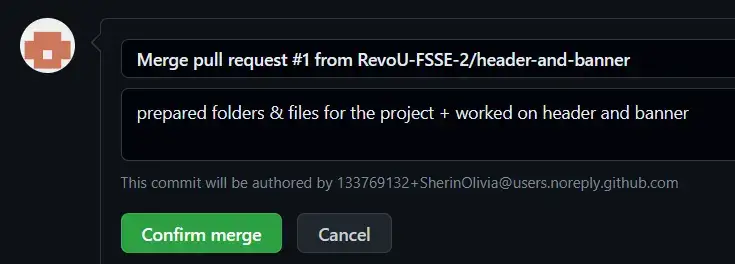 Merge pull request #1 from RevoU-FSSE-2/header-and-banner
prepared folders & files for the project + worked on header and banner
This commit will be authored by 133769132+SherinOlivia@users.noreply.github.com
Confirm merge
Cancel